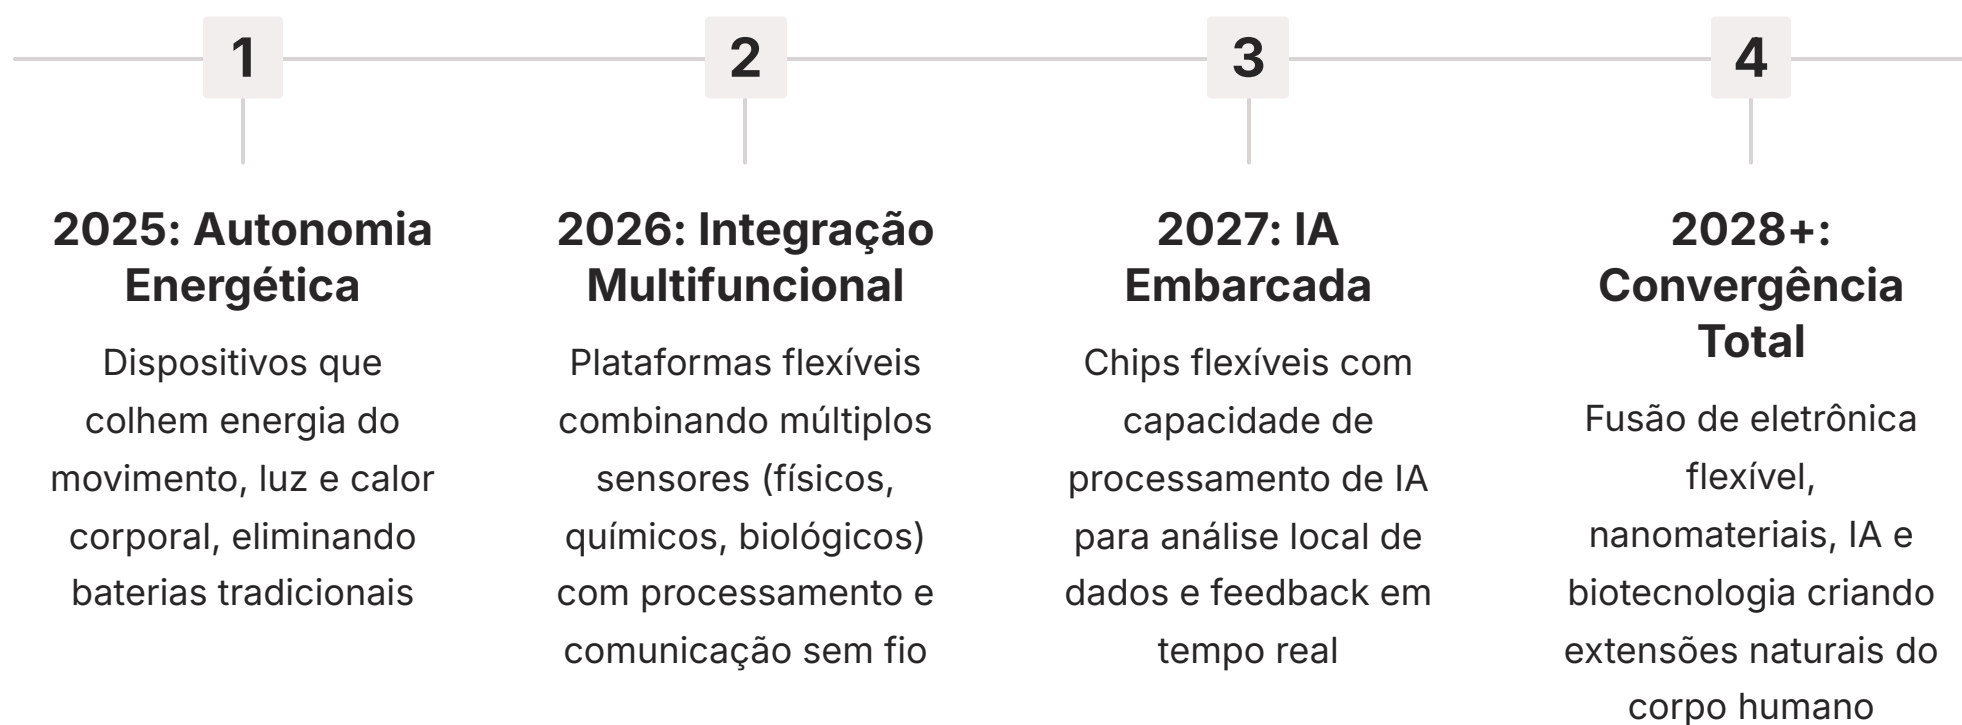 1
2025: Autonomia
Energética
Dispositivos que
colhem energia do
movimento, luz e calor
corporal, eliminando
baterias tradicionais
2
2026: Integração
Multifuncional
Plataformas flexíveis
combinando múltiplos
sensores (físicos,
químicos, biológicos)
com processamento e
comunicação sem fio
3
2027: IA
Embarcada
Chips flexíveis com
capacidade de
processamento de IA
para análise local de
dados e feedback em
tempo real
4
2028+:
Convergência
Total
Fusão de eletrônica
flexível,
nanomateriais, IA e
biotecnologia criando
extensões naturais do
corpo humano